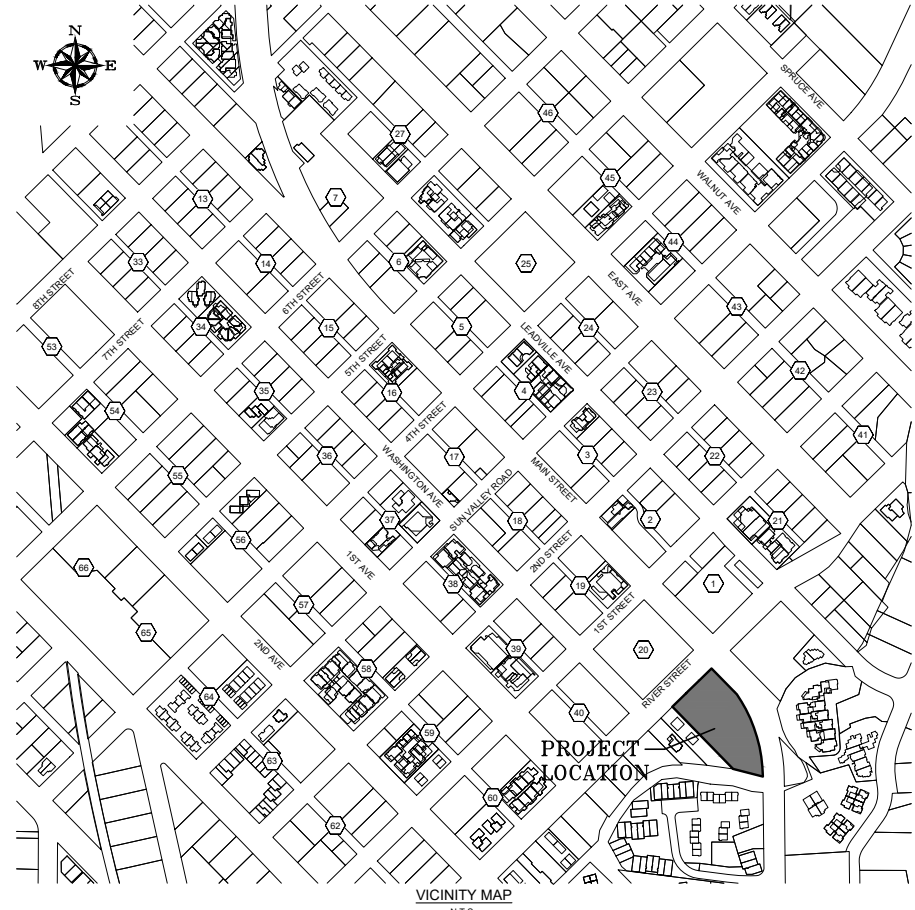 N
W E
S
SPRUCE AVE
46
27
45
WALNUT AVE
13
7
44
33
14
6
25
EAST AVE
6TH STREET
8TH STREET
43
53
7TH STREET
34
15
5
24
LEADVILLE AVE
5TH STREET
42
35
16
4
23
54
4TH STREET
41
36
17
3
22
WASHINGTON AVE
MAIN STREET
55
SUN VALLEY ROAD
37
18
2
21
56
1ST AVE
2ND STREET
66
38
19
1
57
1ST STREET
65
39
20
2ND AVE
58
RIVER STREET
64
40
59
PROJECT
LOCATION
63
60
62
VICINITY MAP
N.T.S.